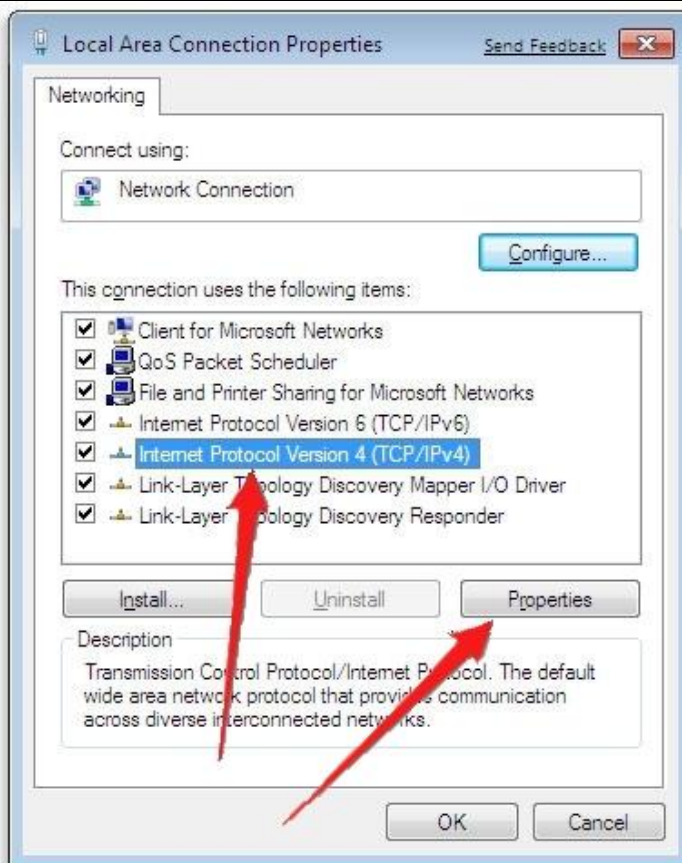 Local Area Connection Properties Send Feedback
Networking
Connect using:
Network Connection
Configure...
This connection uses the following items:
Client for Microsoft Networks
QoS Packet Scheduler
File and Printer Sharing for Microsoft Networks
Internet Protocol Version 6 (TCP/IPv6)
Internet Protocol Version 4 (TCP/IPv4)
Link-Layer Topology Discovery Mapper I/O Driver
Link-Layer Topology Discovery Responder
Install... Uninstall Properties
Description
Transmission Control Protocol/Internet Protocol. The default
wide area network protocol that provides communication
across diverse interconnected networks.
OK Cancel